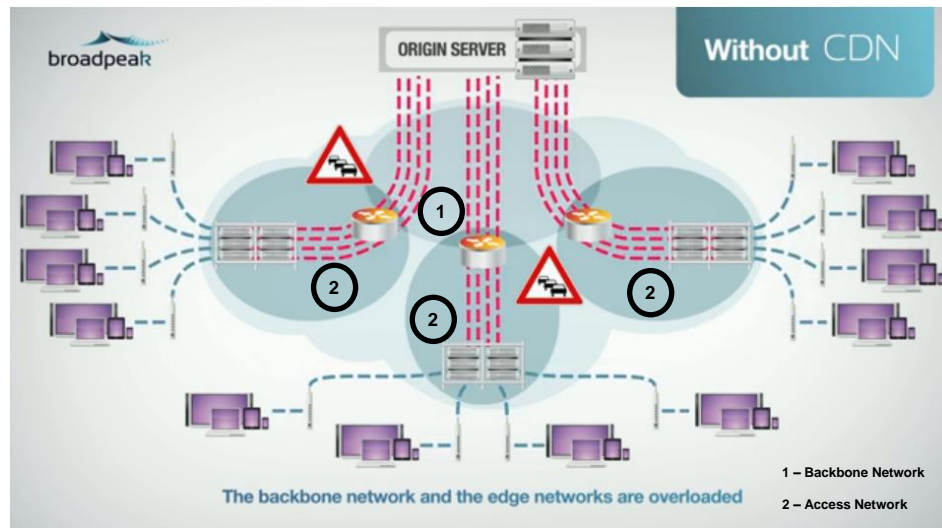 broadpeak
ORIGIN SERVER
Without CDN
1
2
2
2
1 – Backbone Network
The backbone network and the edge networks are overloaded
2 – Access Network